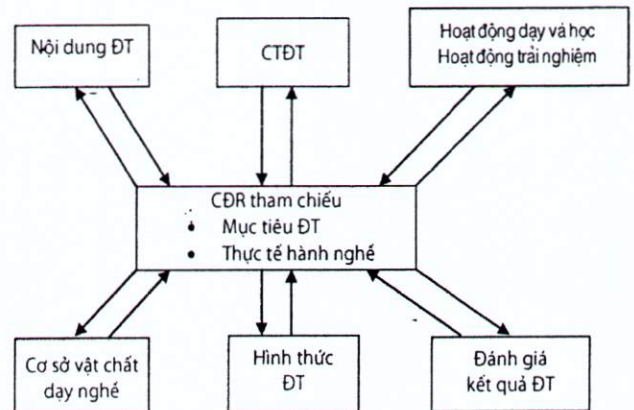 Nội dung ĐT
CTĐT
Hoạt động dạy và học
Hoạt động trải nghiệm
CĐR tham chiếu
• Mục tiêu ĐT
• Thực tế hành nghề
Cơ sở vật chất
dạy nghề
Hình thức
ĐT
Đánh giá
kết quả ĐT